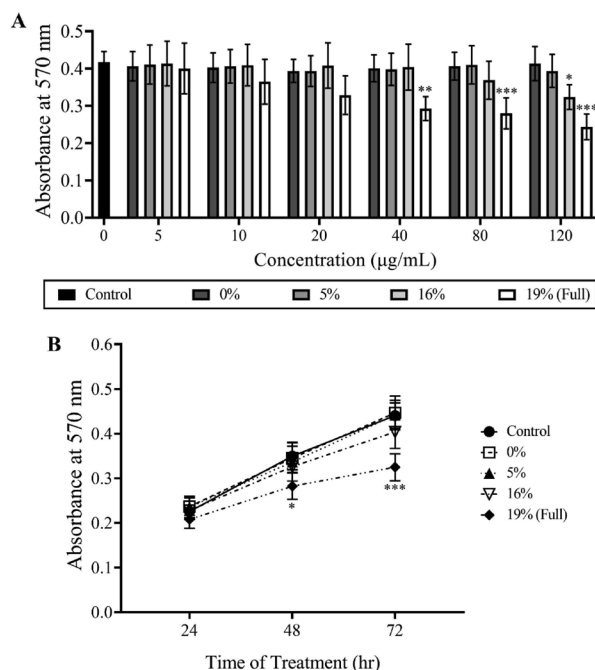 A
Absorbance at 570 nm
0.5
0.4
0.3
0.4
0.1
0.0
** *** * ***
0 5 10 20 40 80 120
Concentration (µg/mL)
Control 0% 5% 16% 19% (Full)
B
Absorbance at 570 nm
0.6
0.5
0.4
0.3
0.2
0.1
0.0
* ***
24 48 72
Time of Treatment (hr)
Control
0%
5%
16%
19% (Full)